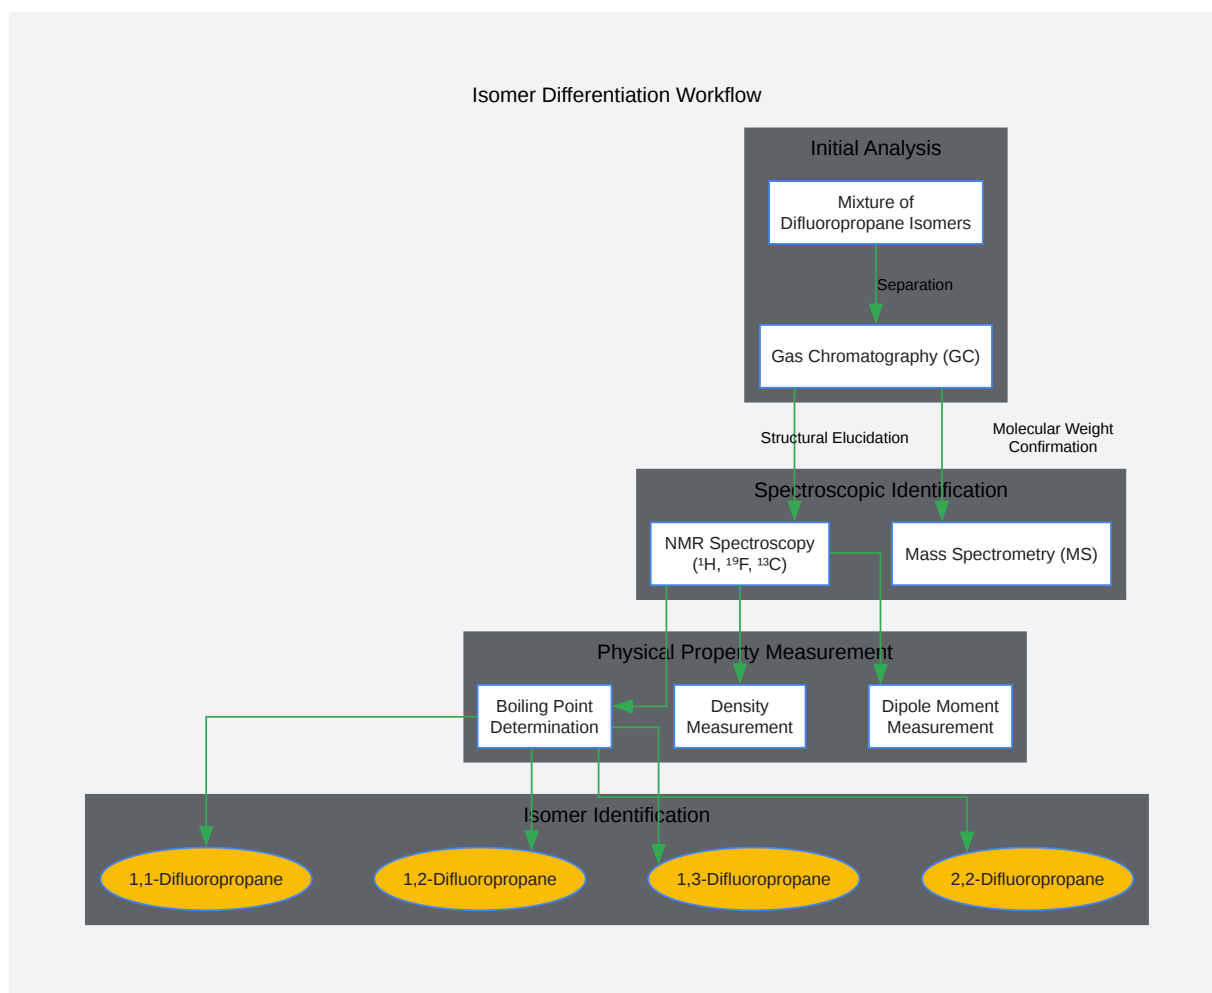 Isomer Differentiation Workflow
Initial Analysis
Mixture of
Difluoropropane Isomers
Separation
Gas Chromatography (GC)
Structural Elucidation
Molecular Weight
Confirmation
Spectroscopic Identification
NMR Spectroscopy
(¹H, ¹⁹F, ¹³C)
Mass Spectrometry (MS)
Physical Property Measurement
Boiling Point
Determination
Density
Measurement
Dipole Moment
Measurement
Isomer Identification
1,1-Difluoropropane
1,2-Difluoropropane
1,3-Difluoropropane
2,2-Difluoropropane